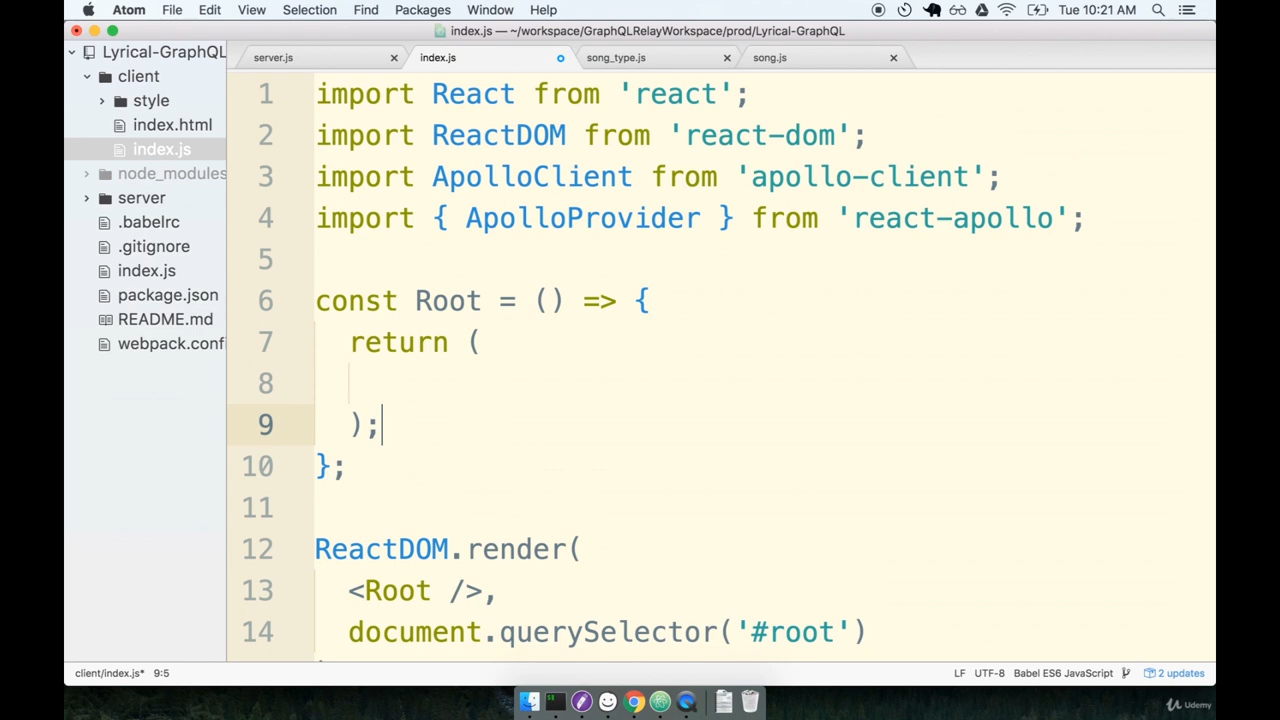 Atom File Edit View Selection Find Packages Window Help Tue 10:21 AM
index.js — ~/workspace/GraphQLRelayWorkspace/prod/Lyrical-GraphQL
Lyrical-GraphQL
client
style
index.html
index.js
node_modules
server
.babelrc
.gitignore
index.js
package.json
README.md
webpack.conf
server.js index.js song_type.js song.js
1 import React from 'react';
2 import ReactDOM from 'react-dom';
3 import ApolloClient from 'apollo-client';
4 import { ApolloProvider } from 'react-apollo';
5
6 const Root = () => {
7 return (
8
9 );
10 };
11
12 ReactDOM.render(
13 <Root />,
14 document.querySelector('#root')
client/index.js* 9:5 LF UTF-8 Babel ES6 JavaScript 2 updates
Udemy